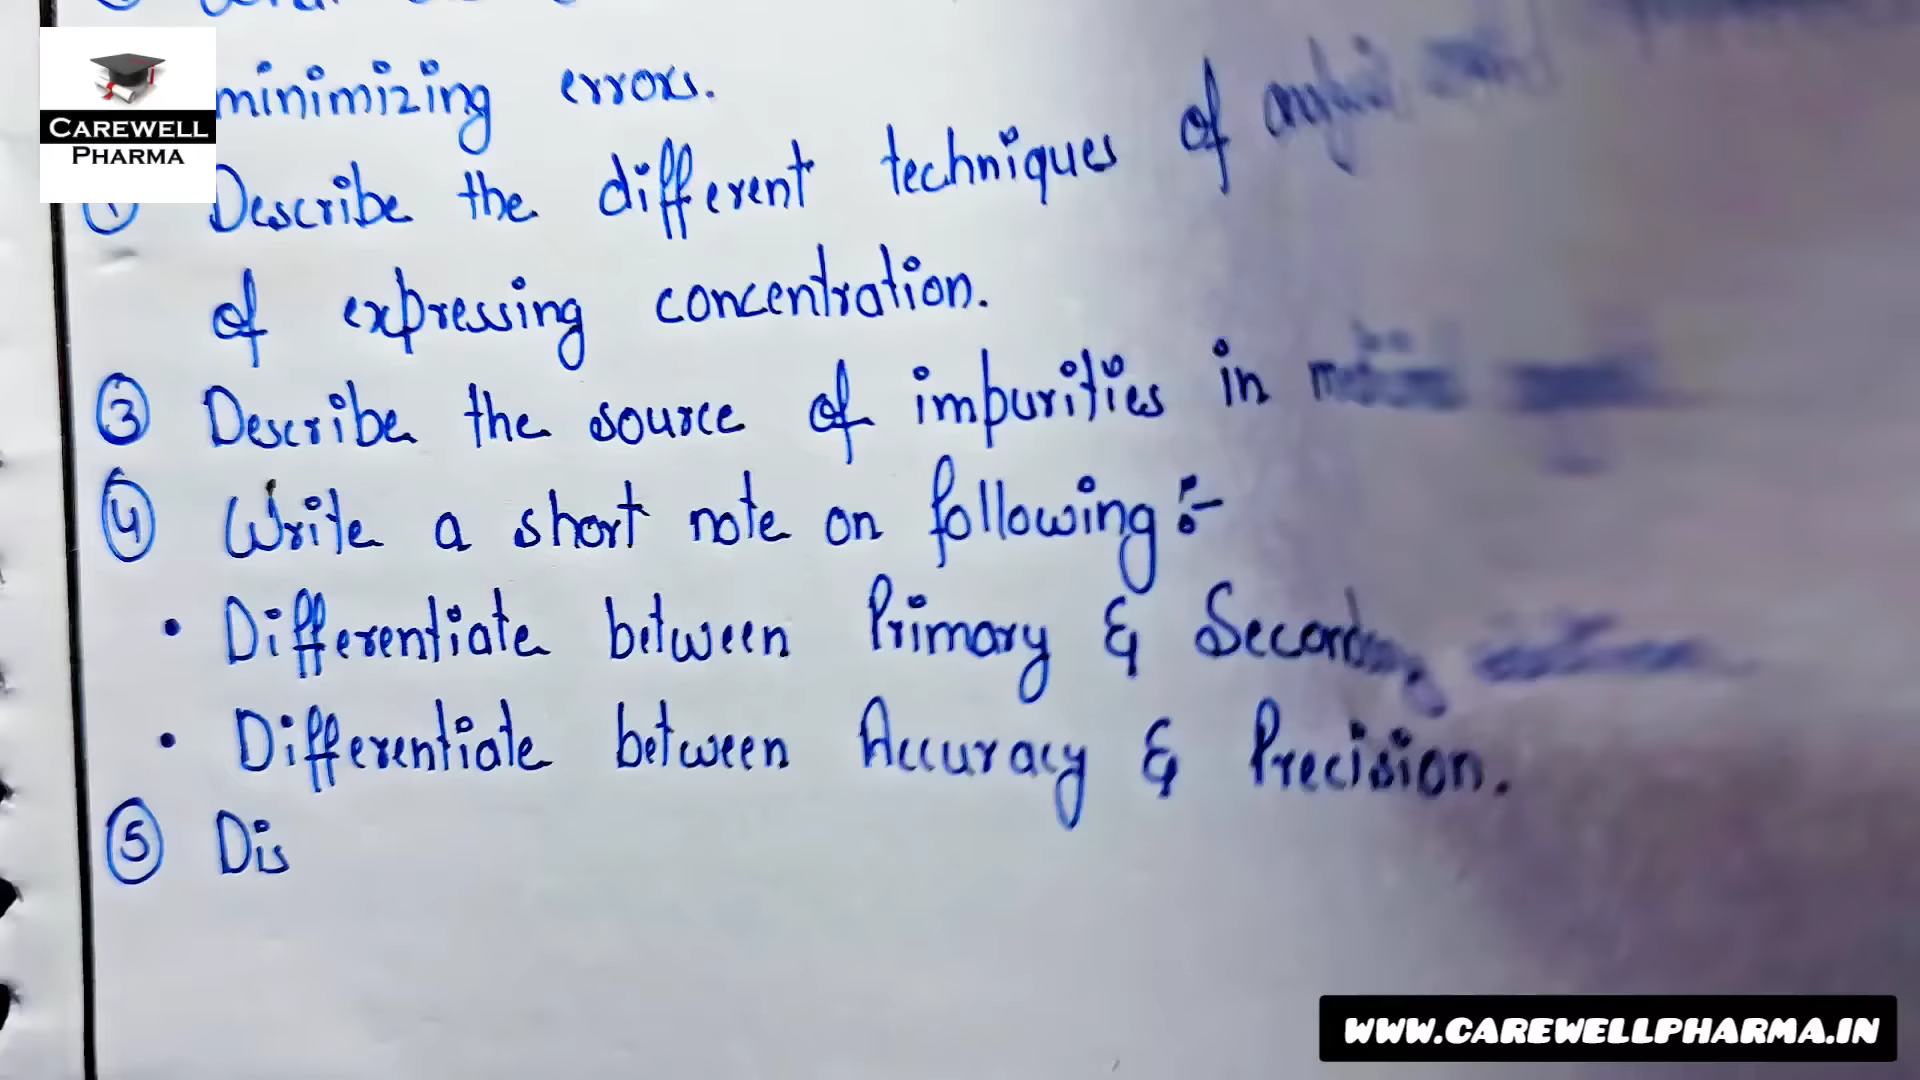 minimizing errors.
CAREWELL
PHARMA
① Describe the different techniques of
of expressing concentration.
③ Describe the source of impurities in
④ Write a short note on following :-
• Differentiate between Primary & Secondary
• Differentiate between Accuracy & Precision.
⑤ Dis
WWW.CAREWELLPHARMA.IN